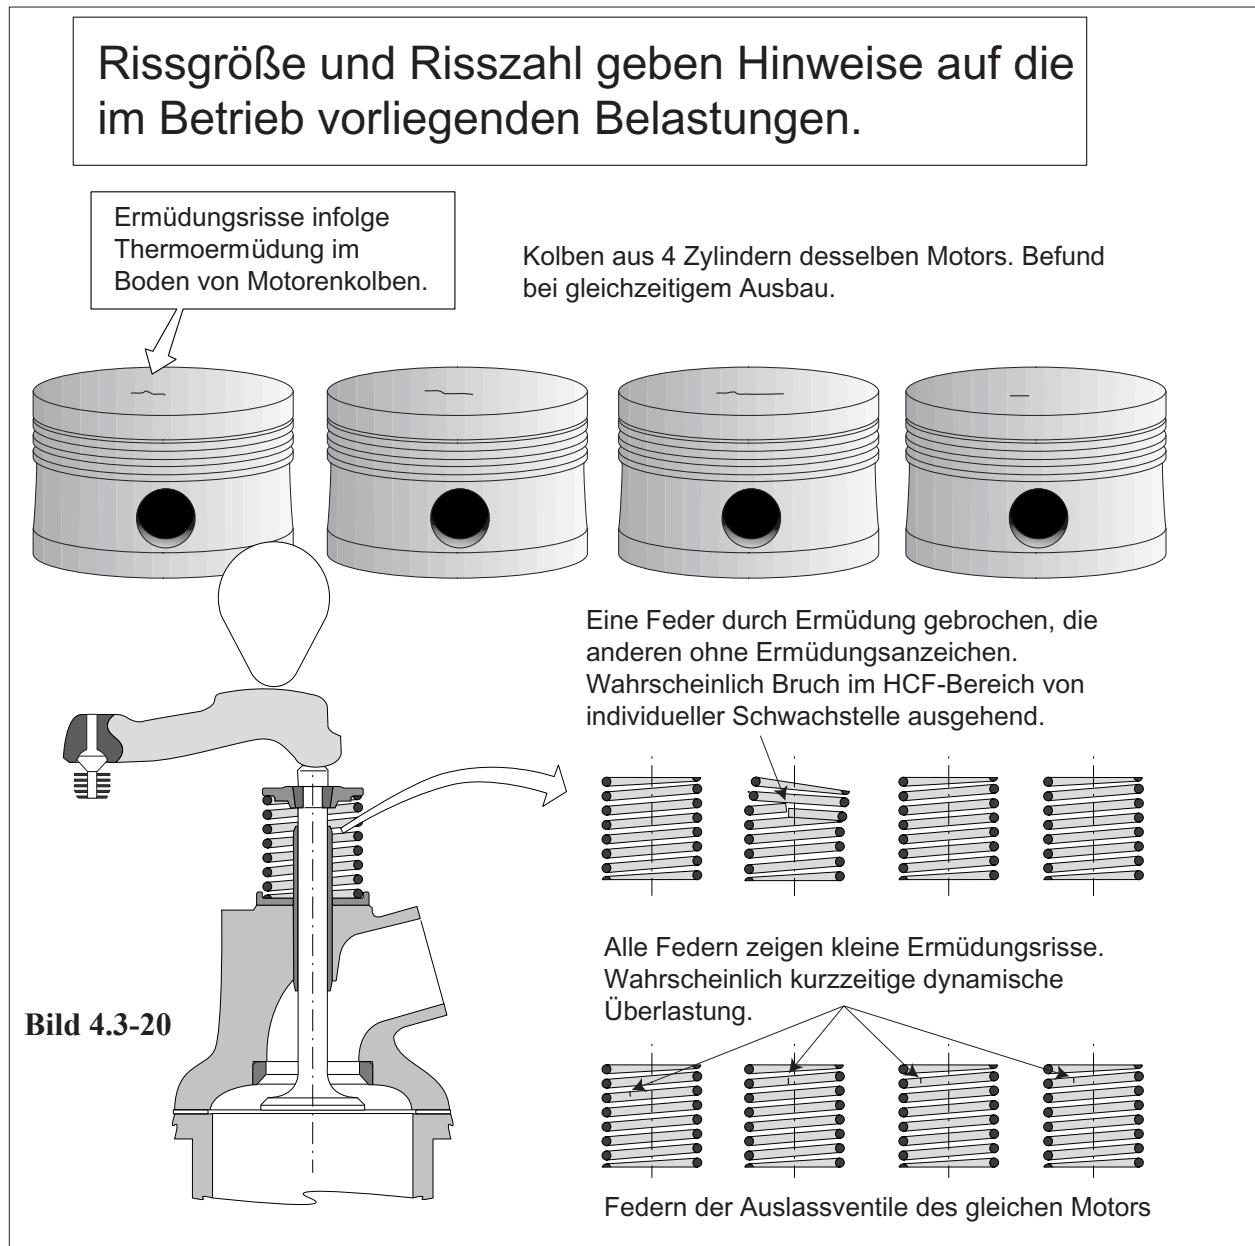 Rissgröße und Risszahl geben Hinweise auf die
im Betrieb vorliegenden Belastungen.
Ermüdungsrisse infolge
Thermoermüdung im
Boden von Motorenkolben.
Kolben aus 4 Zylindern desselben Motors. Befund
bei gleichzeitigem Ausbau.
Eine Feder durch Ermüdung gebrochen, die
anderen ohne Ermüdungsanzeichen.
Wahrscheinlich Bruch im HCF-Bereich von
individueller Schwachstelle ausgehend.
Alle Federn zeigen kleine Ermüdungsrisse.
Wahrscheinlich kurzzeitige dynamische
Überlastung.
Bild 4.3-20
Federn der Auslassventile des gleichen Motors